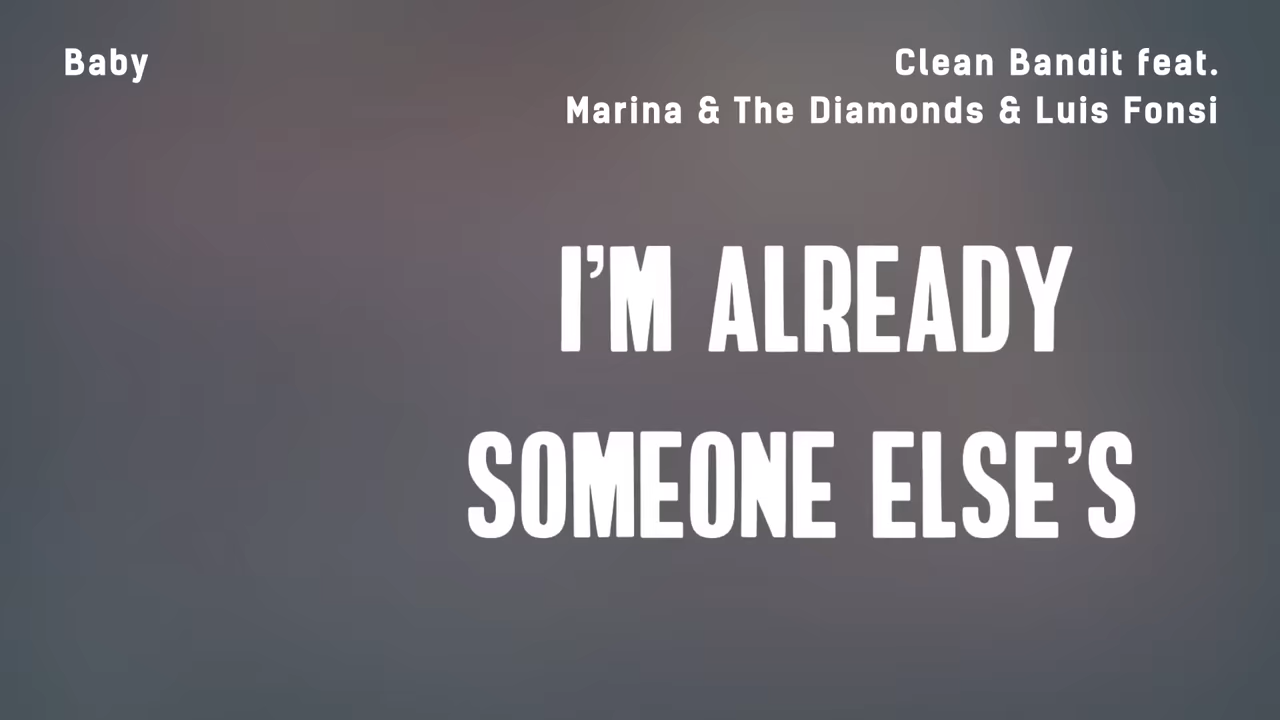 Baby
Clean Bandit feat.
Marina & The Diamonds & Luis Fonsi
I’M ALREADY
SOMEONE ELSE’S